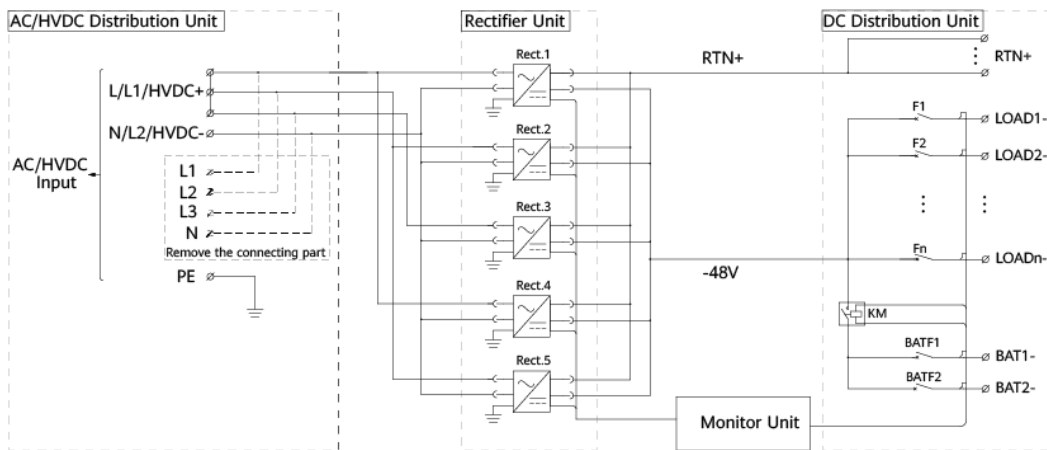 AC/HVDC Distribution Unit
Rectifier Unit
DC Distribution Unit
Rect.1
RTN+
RTN+
L/L1/HVDC+
N/L2/HVDC-
F1
LOAD1-
Rect.2
F2
LOAD2-
AC/HVDC
Input
L1
L2
L3
N
Remove the connecting part
Rect.3
PE
-48V
Fn
LOADn-
Rect.4
KM
Rect.5
BATF1
BAT1-
BATF2
BAT2-
Monitor Unit